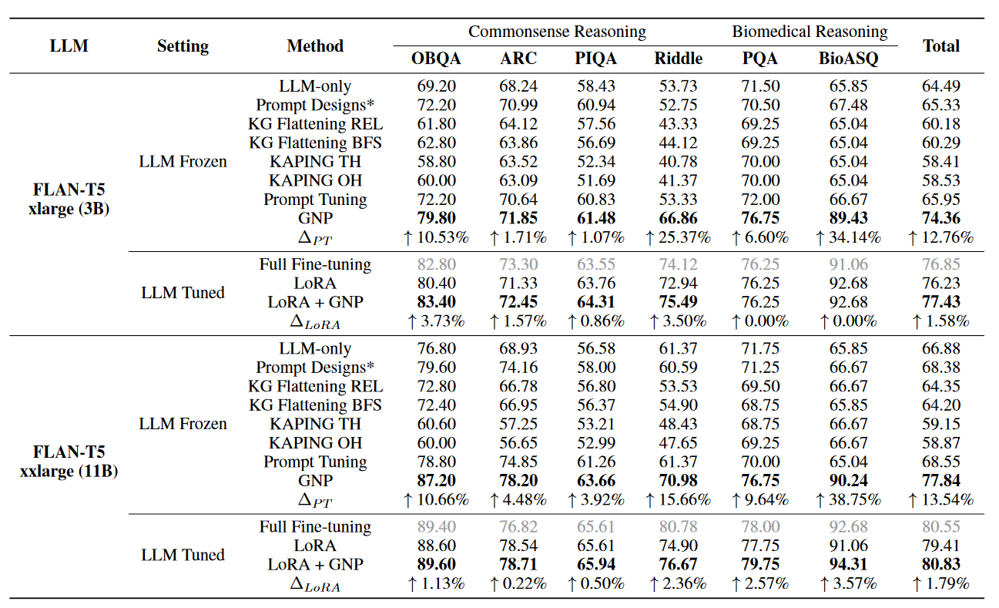 LLM Setting Method Commonsense Reasoning Biomedical Reasoning Total
OBQA ARC PIQA Riddle PQA BioASQ
LLM-only 69.20 68.24 58.43 53.73 71.50 65.85 64.49
Prompt Designs* 72.20 70.99 60.94 52.75 70.50 67.48 65.33
KG Flattening REL 61.80 64.12 57.56 43.33 69.25 65.04 60.18
KG Flattening BFS 62.80 63.86 56.69 44.12 69.25 65.04 60.29
LLM Frozen KAPING TH 58.80 63.52 52.34 40.78 70.00 65.04 58.41
FLAN-T5 KAPING OH 60.00 63.09 51.69 41.37 70.00 65.04 58.53
xlarge (3B) Prompt Tuning 72.20 70.64 60.83 53.33 72.00 66.67 65.95
GNP 79.80 71.85 61.48 66.86 76.75 89.43 74.36
Δ_PT ↑ 10.53% ↑ 1.71% ↑ 1.07% ↑ 25.37% ↑ 6.60% ↑ 34.14% ↑ 12.76%
Full Fine-tuning 82.80 73.30 63.55 74.12 76.25 91.06 76.85
LLM Tuned LoRA 80.40 71.33 63.76 72.94 76.25 92.68 76.23
LoRA + GNP 83.40 72.45 64.31 75.49 76.25 92.68 77.43
Δ_LoRA ↑ 3.73% ↑ 1.57% ↑ 0.86% ↑ 3.50% ↑ 0.00% ↑ 0.00% ↑ 1.58%
LLM-only 76.80 68.93 56.58 61.37 71.75 65.85 66.88
Prompt Designs* 79.60 74.16 58.00 60.59 71.25 66.67 68.38
KG Flattening REL 72.80 66.78 56.80 53.53 69.50 66.67 64.35
KG Flattening BFS 72.40 66.95 56.37 54.90 68.75 65.85 64.20
LLM Frozen KAPING TH 60.60 57.25 53.21 48.43 68.75 66.67 59.15
FLAN-T5 KAPING OH 60.00 56.65 52.99 47.65 69.25 66.67 58.87
xxlarge (11B) Prompt Tuning 78.80 74.85 61.26 61.37 70.00 65.04 68.55
GNP 87.20 78.20 63.66 70.98 76.75 90.24 77.84
Δ_PT ↑ 10.66% ↑ 4.48% ↑ 3.92% ↑ 15.66% ↑ 9.64% ↑ 38.75% ↑ 13.54%
Full Fine-tuning 89.40 76.82 65.61 80.78 78.00 92.68 80.55
LLM Tuned LoRA 88.60 78.54 65.61 74.90 77.75 91.06 79.41
LoRA + GNP 89.60 78.71 65.94 76.67 79.75 94.31 80.83
Δ_LoRA ↑ 1.13% ↑ 0.22% ↑ 0.50% ↑ 2.36% ↑ 2.57% ↑ 3.57% ↑ 1.79%